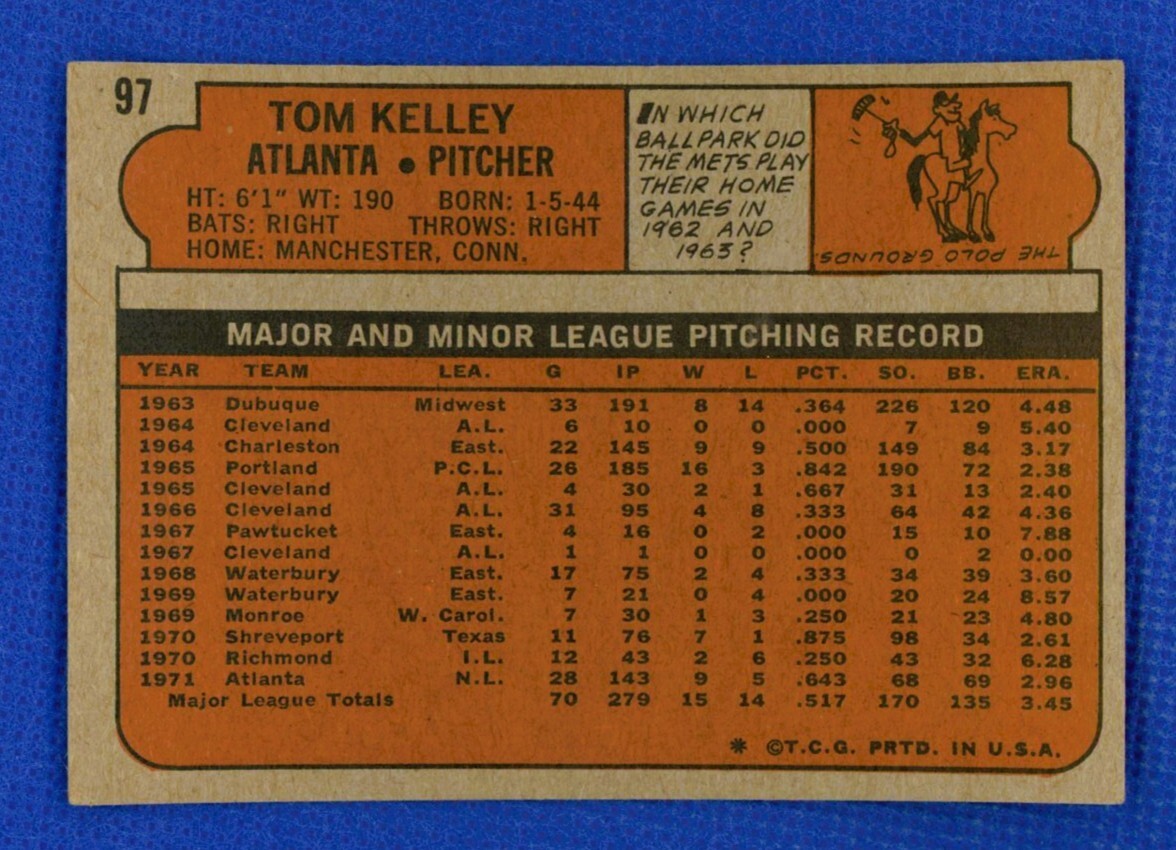 97
TOM KELLEY
ATLANTA • PITCHER
HT: 6'1" WT: 190 BORN: 1-5-44
BATS: RIGHT THROWS: RIGHT
HOME: MANCHESTER, CONN.
IN WHICH
BALLPARK DID
THE METS PLAY
THEIR HOME
GAMES IN
1962 AND
1963?
THE POLO GROUNDS
MAJOR AND MINOR LEAGUE PITCHING RECORD
YEAR TEAM LEA. G IP W L PCT. SO. BB. ERA.
1963 Dubuque Midwest 33 191 8 14 .364 226 120 4.48
1964 Cleveland A.L. 6 10 0 0 .000 7 9 5.40
1964 Charleston East. 22 145 9 9 .500 149 84 3.17
1965 Portland P.C.L. 26 185 16 3 .842 190 72 2.38
1965 Cleveland A.L. 4 30 2 1 .667 31 13 2.40
1966 Cleveland A.L. 31 95 4 8 .333 64 42 4.36
1967 Pawtucket East. 4 16 0 2 .000 15 10 7.88
1967 Cleveland A.L. 1 1 0 0 .000 0 2 0.00
1968 Waterbury East. 17 75 2 4 .333 34 39 3.60
1969 Waterbury East. 7 21 0 4 .000 20 24 8.57
1969 Monroe W. Carol. 7 30 1 3 .250 21 23 4.80
1970 Shreveport Texas 11 76 7 1 .875 98 34 2.61
1970 Richmond I.L. 12 43 2 6 .250 43 32 6.28
1971 Atlanta N.L. 28 143 9 5 .643 68 69 2.96
Major League Totals 70 279 15 14 .517 170 135 3.45
* ©T.C.G. PRTD. IN U.S.A.